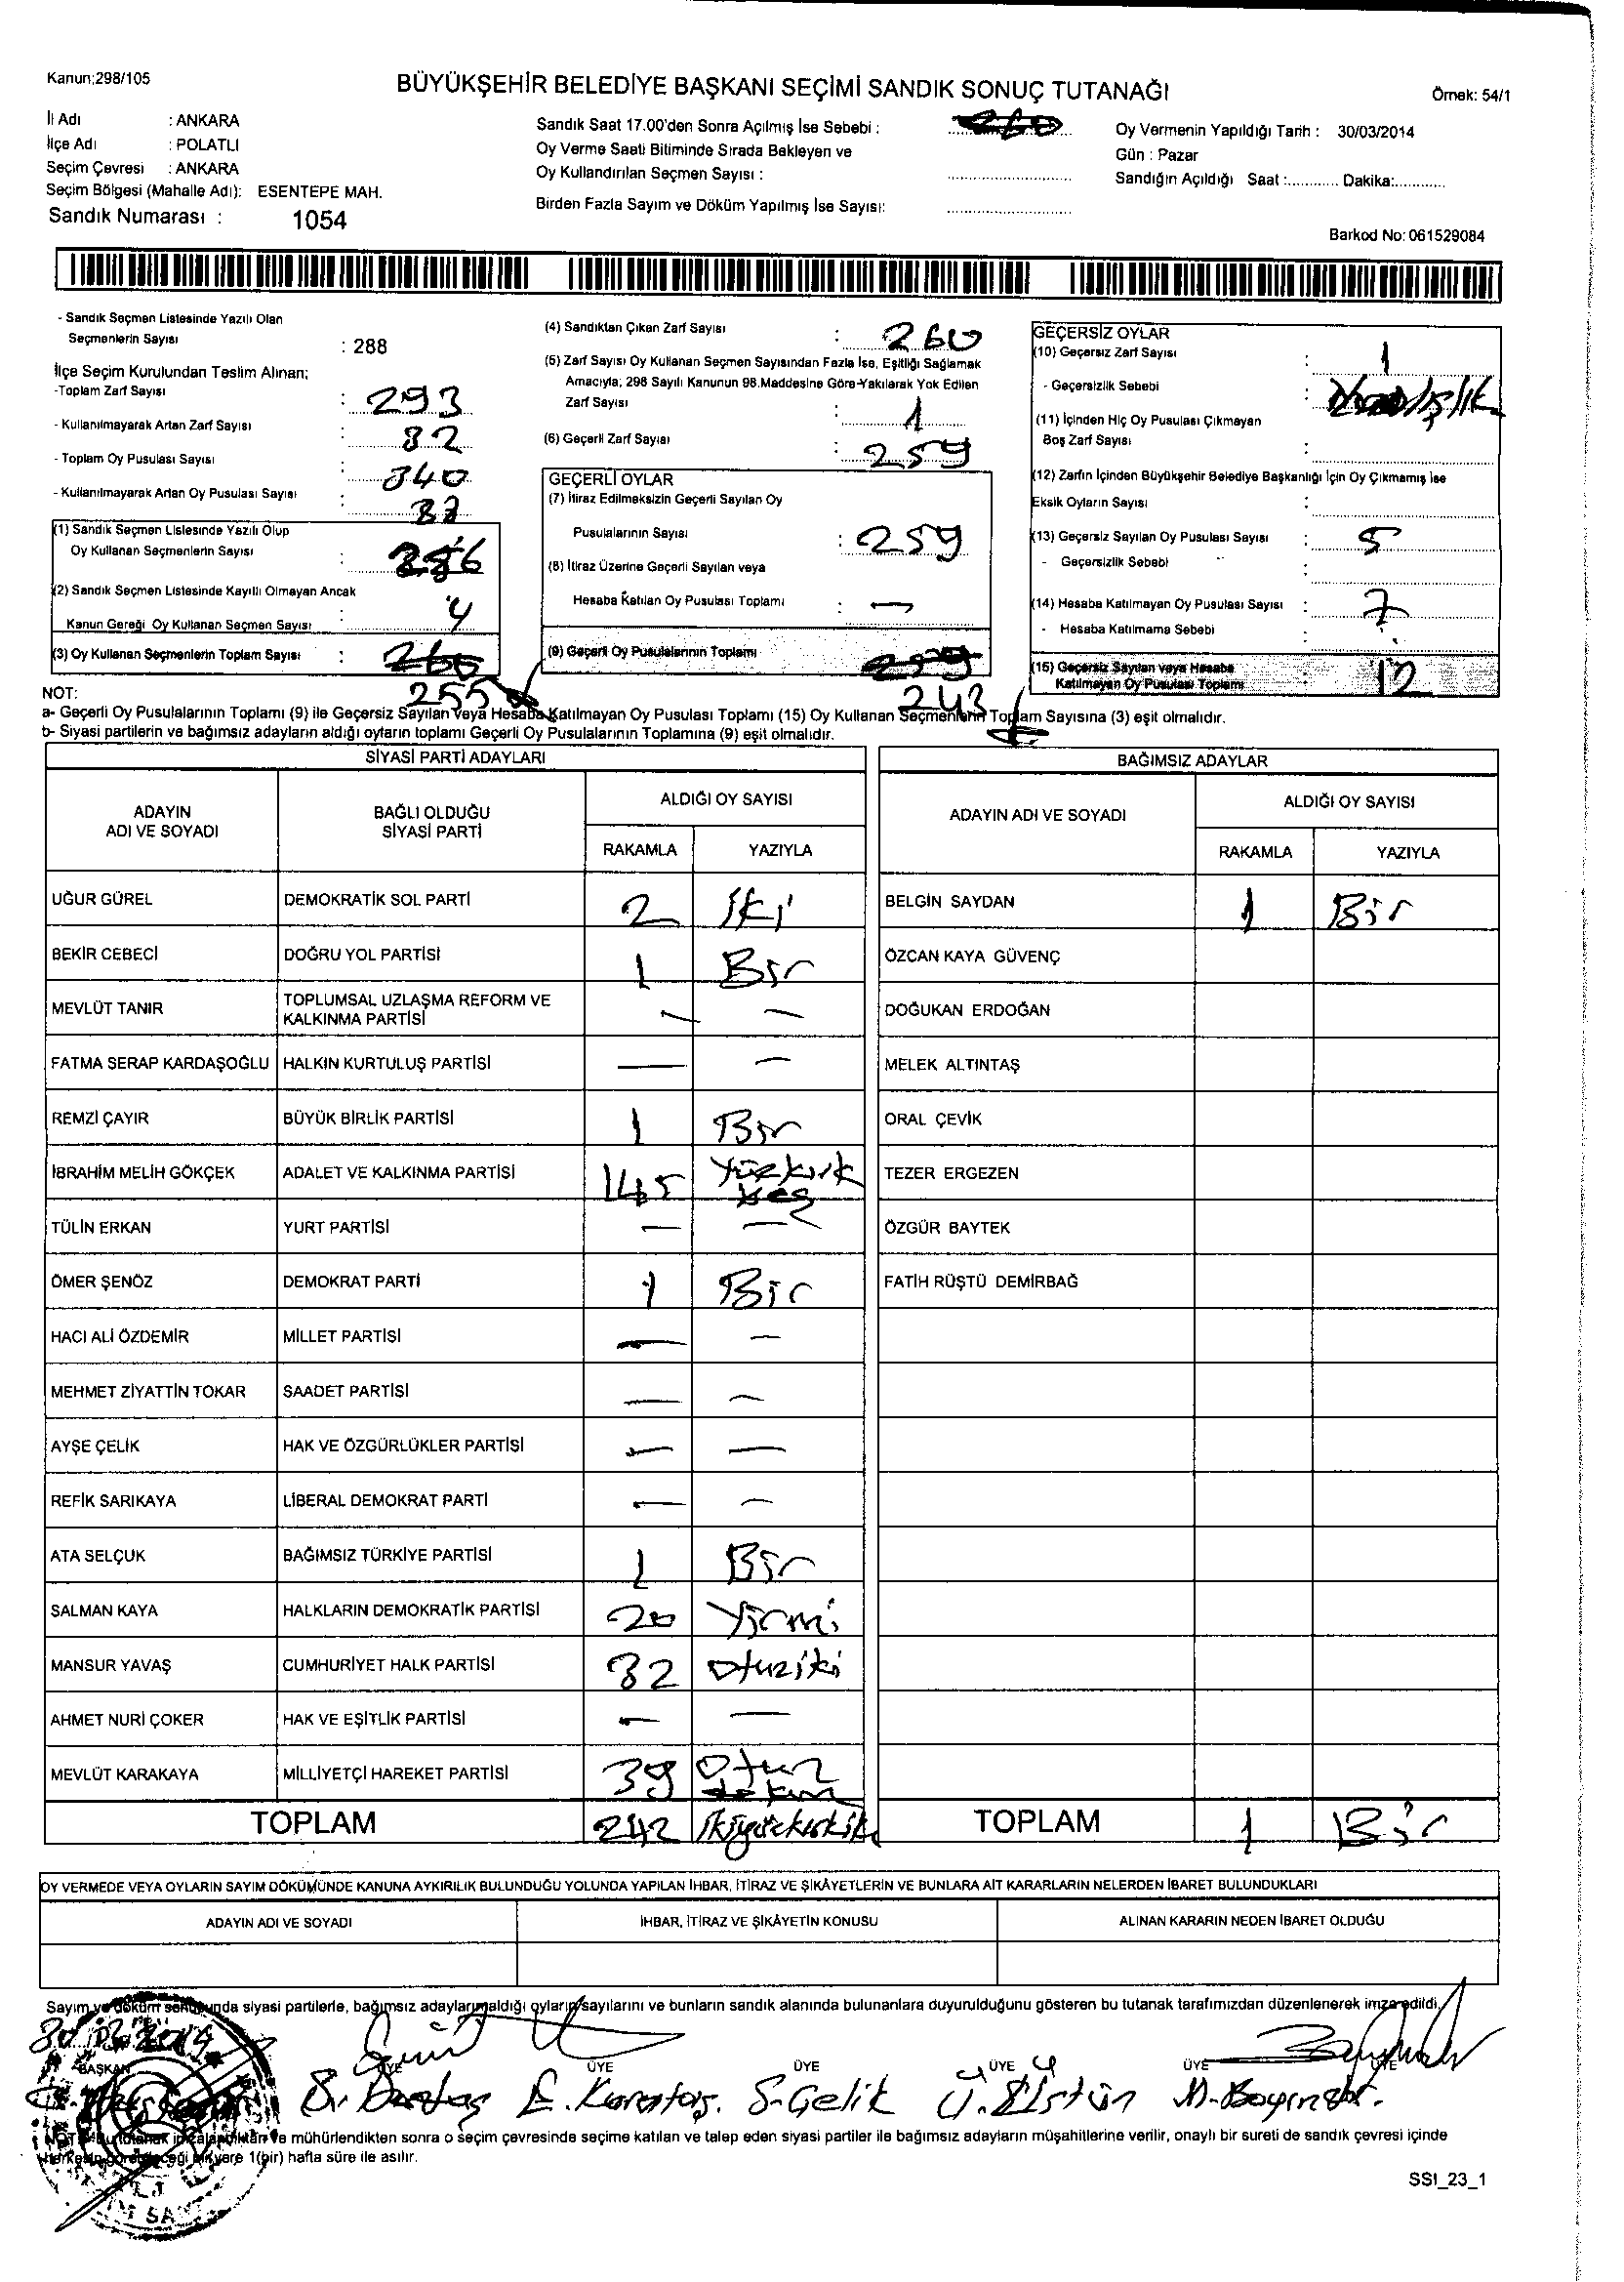 Kanun;298/105
BÜYÜKŞEHİR BELEDİYE BAŞKANI SEÇİMİ SANDIK SONUÇ TUTANAĞI
Örnek: 54/1
İl Adı : ANKARA
İlçe Adı : POLATLI
Seçim Çevresi : ANKARA
Seçim Bölgesi (Mahalle Adı): ESENTEPE MAH.
Sandık Numarası : 1054
Sandık Saat 17.00'den Sonra Açılmış İse Sebebi : 260
Oy Verme Saati Bitiminde Sırada Bekleyen ve
Oy Kullandırılan Seçmen Sayısı :
Birden Fazla Sayım ve Döküm Yapılmış İse Sayısı:
Oy Vermenin Yapıldığı Tarih : 30/03/2014
Gün : Pazar
Sandığın Açıldığı Saat :........... Dakika:...........
Barkod No: 061529084
- Sandık Seçmen Listesinde Yazılı Olan
Seçmenlerin Sayısı : 288
İlçe Seçim Kurulundan Teslim Alınan;
-Toplam Zarf Sayısı : 293
- Kullanılmayarak Artan Zarf Sayısı : 32
- Toplam Oy Pusulası Sayısı : 340
- Kullanılmayarak Artan Oy Pusulası Sayısı :
(1) Sandık Seçmen Listesinde Yazılı Olup
Oy Kullanan Seçmenlerin Sayısı :
(2) Sandık Seçmen Listesinde Kayıtlı Olmayan Ancak
Kanun Gereği Oy Kullanan Seçmen Sayısı : 4
(3) Oy Kullanan Seçmenlerin Toplam Sayısı : 260
255
(4) Sandıktan Çıkan Zarf Sayısı : 260
(5) Zarf Sayısı Oy Kullanan Seçmen Sayısından Fazla İse, Eşitliği Sağlamak
Amacıyla; 298 Sayılı Kanunun 98.Maddesine Göre-Yakılarak Yok Edilen
Zarf Sayısı : 1
(6) Geçerli Zarf Sayısı : 259
GEÇERLİ OYLAR
(7) İtiraz Edilmeksizin Geçerli Sayılan Oy
Pusulalarının Sayısı : 259
(8) İtiraz Üzerine Geçerli Sayılan veya
Hesaba Katılan Oy Pusulası Toplamı : —
(9) Geçerli Oy Pusulalarının Toplamı 259
243
GEÇERSİZ OYLAR
(10) Geçersiz Zarf Sayısı : 1
- Geçersizlik Sebebi :
(11) İçinden Hiç Oy Pusulası Çıkmayan
Boş Zarf Sayısı :
(12) Zarfın İçinden Büyükşehir Belediye Başkanlığı İçin Oy Çıkmamış İse
Eksik Oyların Sayısı :
(13) Geçersiz Sayılan Oy Pusulası Sayısı : 5
- Geçersizlik Sebebi :
(14) Hesaba Katılmayan Oy Pusulası Sayısı : 7
- Hesaba Katılmama Sebebi :
(15) Geçersiz Sayılan veya Hesaba
Katılmayan Oy Pusulası Toplamı : 12
NOT:
a- Geçerli Oy Pusulalarının Toplamı (9) ile Geçersiz Sayılan veya Hesaba Katılmayan Oy Pusulası Toplamı (15) Oy Kullanan Seçmenlerin Toplam Sayısına (3) eşit olmalıdır.
b- Siyasi partilerin ve bağımsız adayların aldığı oyların toplamı Geçerli Oy Pusulalarının Toplamına (9) eşit olmalıdır.
SİYASİ PARTİ ADAYLARI
ADAYIN ADI VE SOYADI
BAĞLI OLDUĞU SİYASİ PARTİ
ALDIĞI OY SAYISI
RAKAMLA YAZIYLA
UĞUR GÜREL DEMOKRATİK SOL PARTİ 2 İki
BEKİR CEBECİ DOĞRU YOL PARTİSİ 1 Bir
MEVLÜT TANIR TOPLUMSAL UZLAŞMA REFORM VE KALKINMA PARTİSİ — —
FATMA SERAP KARDAŞOĞLU HALKIN KURTULUŞ PARTİSİ — —
REMZİ ÇAYIR BÜYÜK BİRLİK PARTİSİ 1 Bir
İBRAHİM MELİH GÖKÇEK ADALET VE KALKINMA PARTİSİ 145 Yüzkırk beş
TÜLİN ERKAN YURT PARTİSİ — —
ÖMER ŞENÖZ DEMOKRAT PARTİ 1 Bir
HACI ALİ ÖZDEMİR MİLLET PARTİSİ — —
MEHMET ZİYATTİN TOKAR SAADET PARTİSİ — —
AYŞE ÇELİK HAK VE ÖZGÜRLÜKLER PARTİSİ — —
REFİK SARIKAYA LİBERAL DEMOKRAT PARTİ — —
ATA SELÇUK BAĞIMSIZ TÜRKİYE PARTİSİ 1 Bir
SALMAN KAYA HALKLARIN DEMOKRATİK PARTİSİ 20 Yirmi
MANSUR YAVAŞ CUMHURİYET HALK PARTİSİ 32 Otuziki
AHMET NURİ ÇOKER HAK VE EŞİTLİK PARTİSİ — —
MEVLÜT KARAKAYA MİLLİYETÇİ HAREKET PARTİSİ 39 Otuz dokuz
TOPLAM 242 İkiyüzkırkiki
BAĞIMSIZ ADAYLAR
ADAYIN ADI VE SOYADI
ALDIĞI OY SAYISI
RAKAMLA YAZIYLA
BELGİN SAYDAN 1 Bir
ÖZCAN KAYA GÜVENÇ
DOĞUKAN ERDOĞAN
MELEK ALTINTAŞ
ORAL ÇEVİK
TEZER ERGEZEN
ÖZGÜR BAYTEK
FATİH RÜŞTÜ DEMİRBAĞ
TOPLAM 1 Bir
OY VERMEDE VEYA OYLARIN SAYIM DÖKÜMÜNDE KANUNA AYKIRILIK BULUNDUĞU YOLUNDA YAPILAN İHBAR, İTİRAZ VE ŞİKÂYETLERİN VE BUNLARA AİT KARARLARIN NELERDEN İBARET BULUNDUKLARI
ADAYIN ADI VE SOYADI İHBAR, İTİRAZ VE ŞİKÂYETİN KONUSU ALINAN KARARIN NEDEN İBARET OLDUĞU
Sayım ve döküm sonucunda siyasi partilerle, bağımsız adayların aldığı oyların sayılarını ve bunların sandık alanında bulunanlara duyurulduğunu gösteren bu tutanak tarafımızdan düzenlenerek imza edildi.
BAŞKAN ÜYE ÜYE ÜYE ÜYE ÜYE ÜYE
E. Karataş. S. Çelik Ü. Üstün
NOT: Bu tutanak imzalandıktan ve mühürlendikten sonra o seçim çevresinde seçime katılan ve talep eden siyasi partiler ile bağımsız adayların müşahitlerine verilir, onaylı bir sureti de sandık çevresi içinde
herkesin görebileceği bir yere 1(bir) hafta süre ile asılır.
SSI_23_1